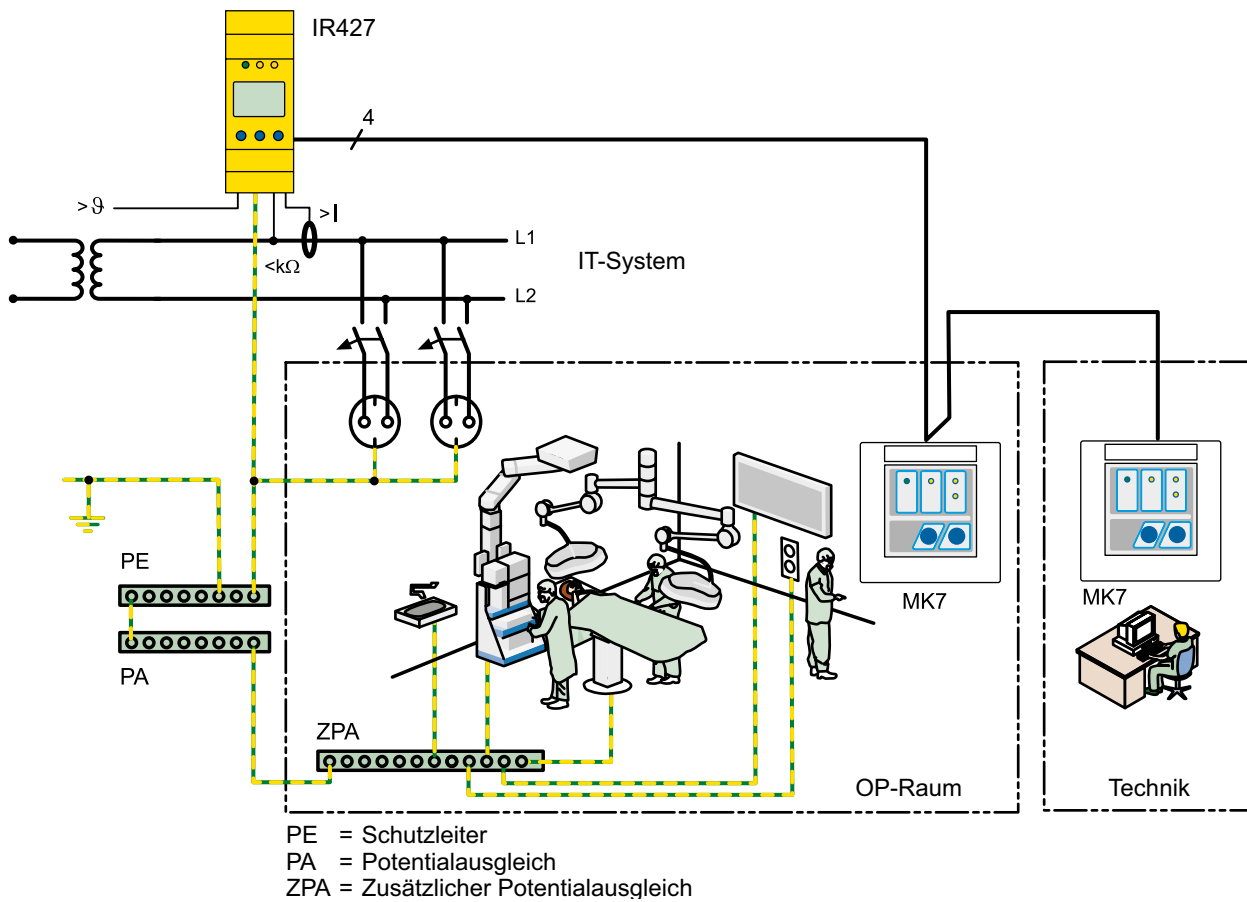 IR427
4
>ϑ
>I
L1
<kΩ
IT-System
L2
PE
MK7
MK7
PA
ZPA
OP-Raum
Technik
PE = Schutzleiter
PA = Potentialausgleich
ZPA = Zusätzlicher Potentialausgleich